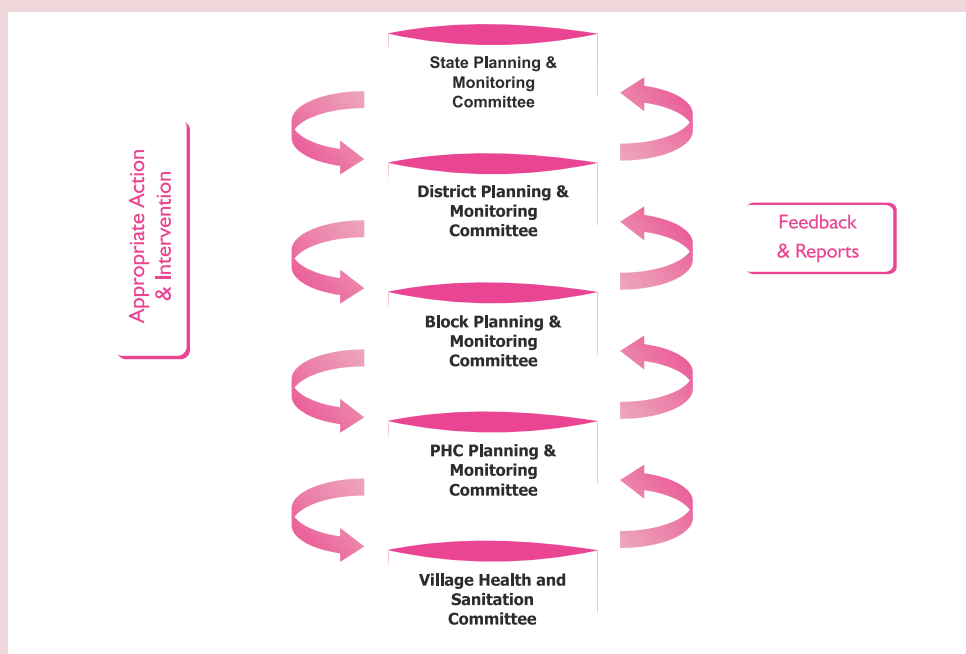 State Planning &
Monitoring
Committee
Appropriate Action
& Intervention
District Planning &
Monitoring
Committee
Feedback
& Reports
Block Planning &
Monitoring
Committee
PHC Planning &
Monitoring
Committee
Village Health and
Sanitation
Committee